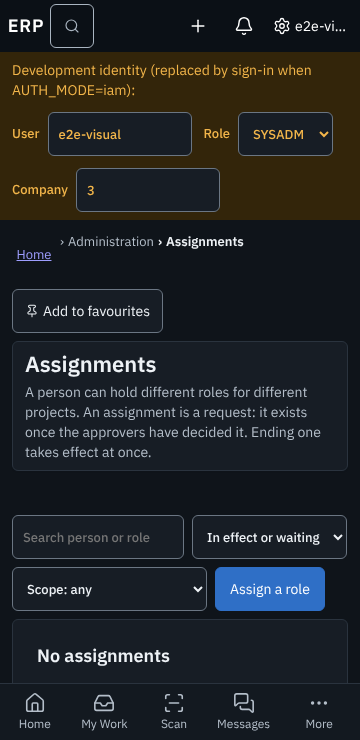 ERP
e2e-vi...
Development identity (replaced by sign-in when
AUTH_MODE=iam):
User e2e-visual Role SYSADM
Company 3
Home › Administration › Assignments
Add to favourites
Assignments
A person can hold different roles for different
projects. An assignment is a request: it exists
once the approvers have decided it. Ending one
takes effect at once.
Search person or role In effect or waiting
Scope: any Assign a role
No assignments
Home My Work Scan Messages More